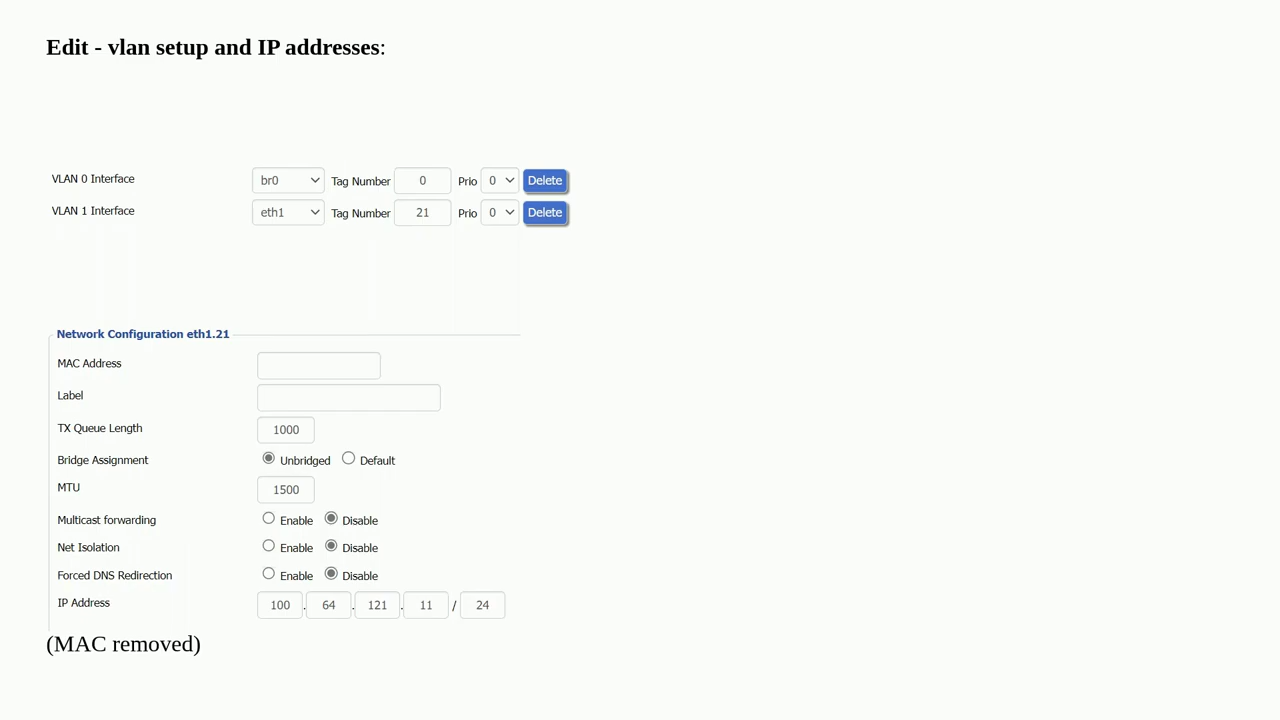 Edit - vlan setup and IP addresses:
VLAN 0 Interface br0 Tag Number 0 Prio 0 Delete
VLAN 1 Interface eth1 Tag Number 21 Prio 0 Delete
Network Configuration eth1.21
MAC Address
Label
TX Queue Length 1000
Bridge Assignment Unbridged Default
MTU 1500
Multicast forwarding Enable Disable
Net Isolation Enable Disable
Forced DNS Redirection Enable Disable
IP Address 100 . 64 . 121 . 11 / 24
(MAC removed)